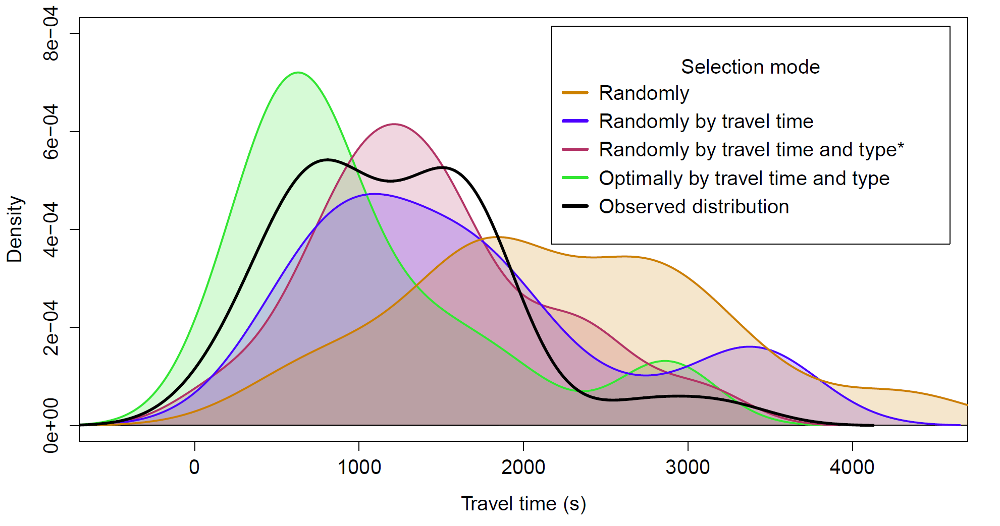 8e−04
6e−04
4e−04
2e−04
0e+00
Density
Selection mode
Randomly
Randomly by travel time
Randomly by travel time and type*
Optimally by travel time and type
Observed distribution
0 1000 2000 3000 4000
Travel time (s)